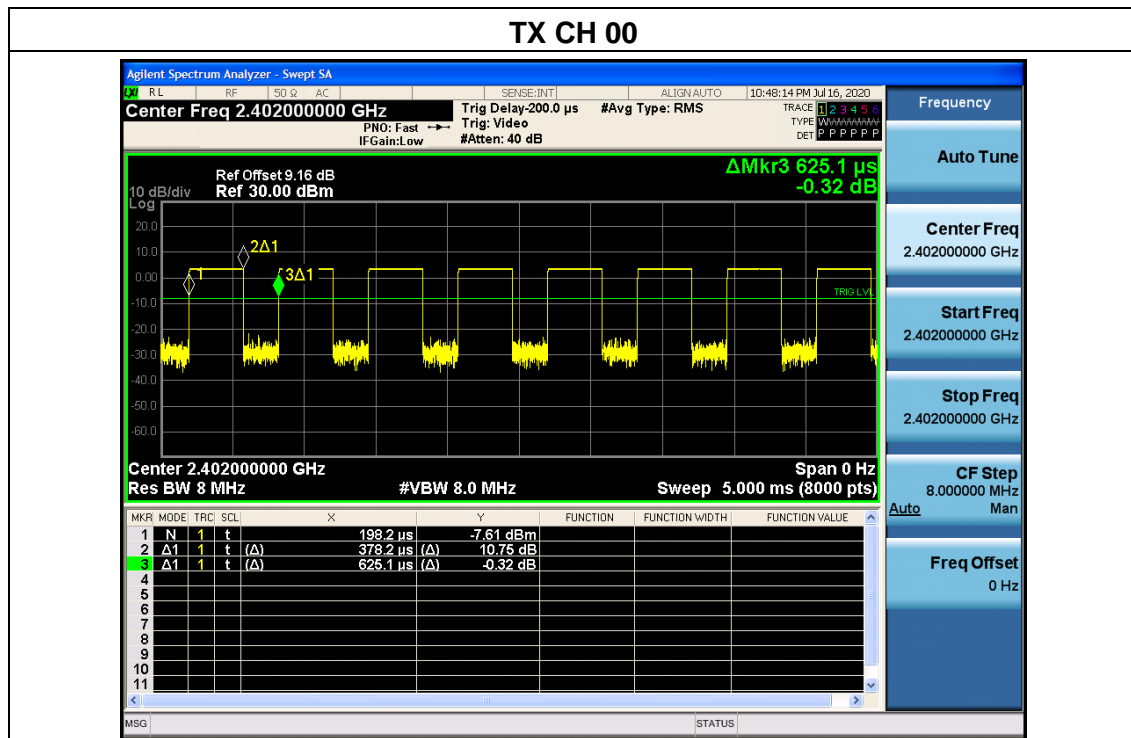 TX CH 00
Agilent Spectrum Analyzer - Swept SA
LXI RL RF 50 Ω AC SENSE:INT ALIGN AUTO 10:48:14 PM Jul 16, 2020
Center Freq 2.402000000 GHz
PNO: Fast
IFGain:Low
Trig Delay-200.0 µs
Trig: Video
#Atten: 40 dB
#Avg Type: RMS
TRACE 1 2 3 4 5 6
TYPE WWWWWW
DET P P P P P P
ΔMkr3 625.1 µs
-0.32 dB
Ref Offset 9.16 dB
10 dB/div Ref 30.00 dBm
Log
20.0
10.0
0.00
-10.0
-20.0
-30.0
-40.0
-50.0
-60.0
1
2Δ1
3Δ1
TRIG LVL
Center 2.402000000 GHz Span 0 Hz
Res BW 8 MHz #VBW 8.0 MHz Sweep 5.000 ms (8000 pts)
MKR MODE TRC SCL X Y FUNCTION FUNCTION WIDTH FUNCTION VALUE
1 N 1 t 198.2 µs -7.61 dBm
2 Δ1 1 t (Δ) 378.2 µs (Δ) 10.75 dB
3 Δ1 1 t (Δ) 625.1 µs (Δ) -0.32 dB
4
5
6
7
8
9
10
11
MSG STATUS
Frequency
Auto Tune
Center Freq
2.402000000 GHz
Start Freq
2.402000000 GHz
Stop Freq
2.402000000 GHz
CF Step
8.000000 MHz
Auto Man
Freq Offset
0 Hz